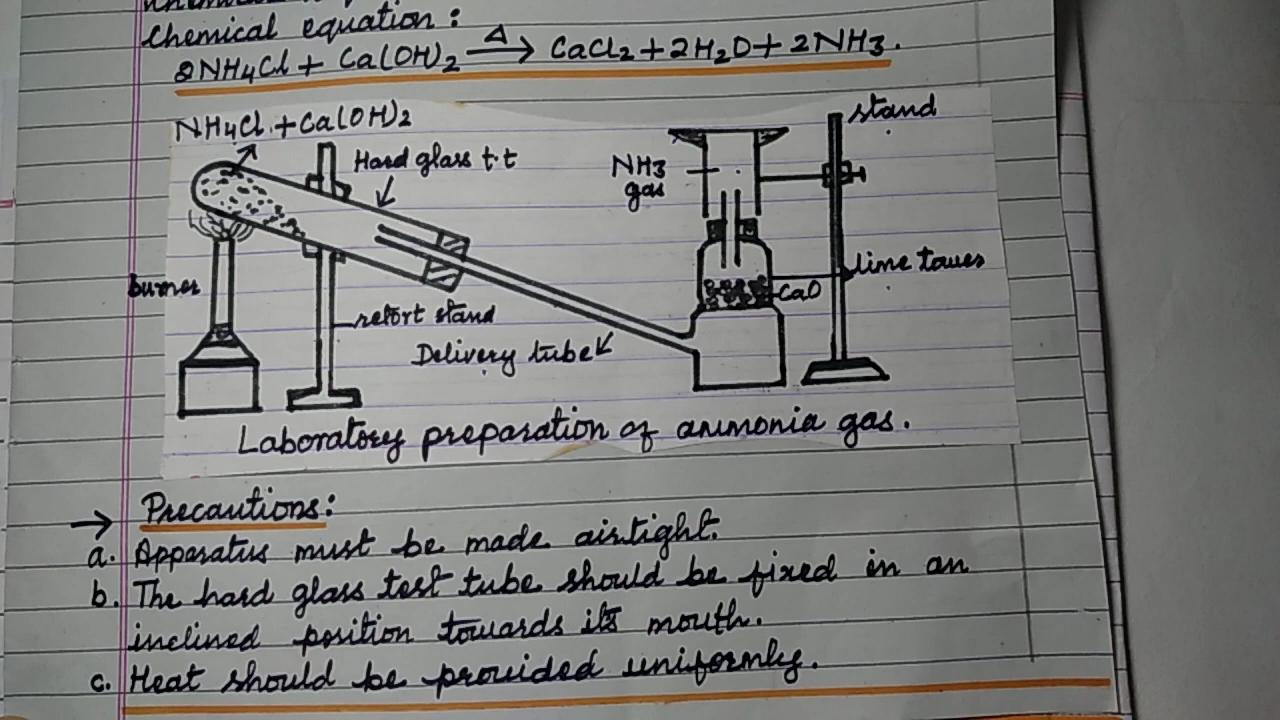 Chemical equation :
2NH4Cl + Ca(OH)2 Δ→ CaCl2 + 2H2O + 2NH3.
NH4Cl + Ca(OH)2
Hard glass t.t
stand
NH3
gas
burner
lime tower
CaO
retort stand
Delivery tube
Laboratory preparation of ammonia gas.
→ Precautions:
a. Apparatus must be made airtight.
b. The hard glass test tube should be fixed in an
inclined position towards its mouth.
c. Heat should be provided uniformly.